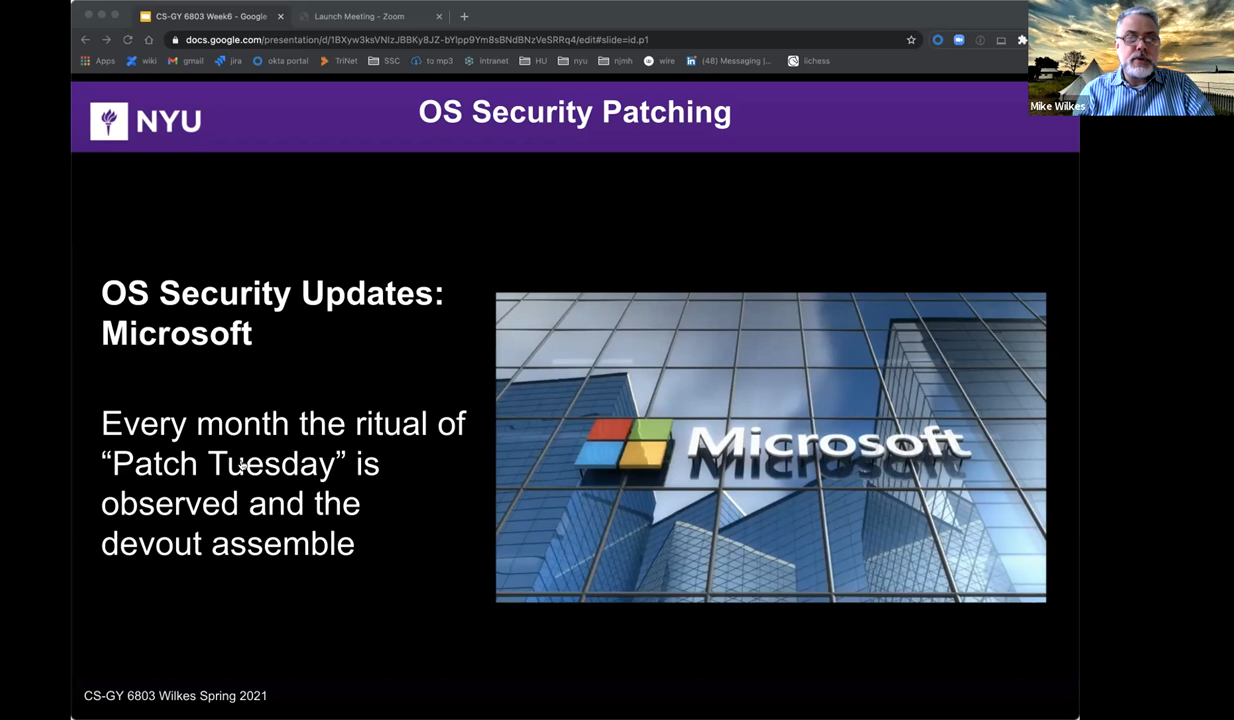 CS-GY 6803 Week6 - Google
Launch Meeting - Zoom
docs.google.com/presentation/d/1BXyw3ksVNIzJBBKy8JZ-bYlpp9Ym8sBNdBNzVeSRRq4/edit#slide=id.p1
Apps wiki gmail jira okta portal TriNet SSC to mp3 intranet HU nyu njmh wire (48) Messaging |... lichess
Mike Wilkes
NYU
OS Security Patching
OS Security Updates:
Microsoft
Every month the ritual of
“Patch Tuesday” is
observed and the
devout assemble
Microsoft
CS-GY 6803 Wilkes Spring 2021